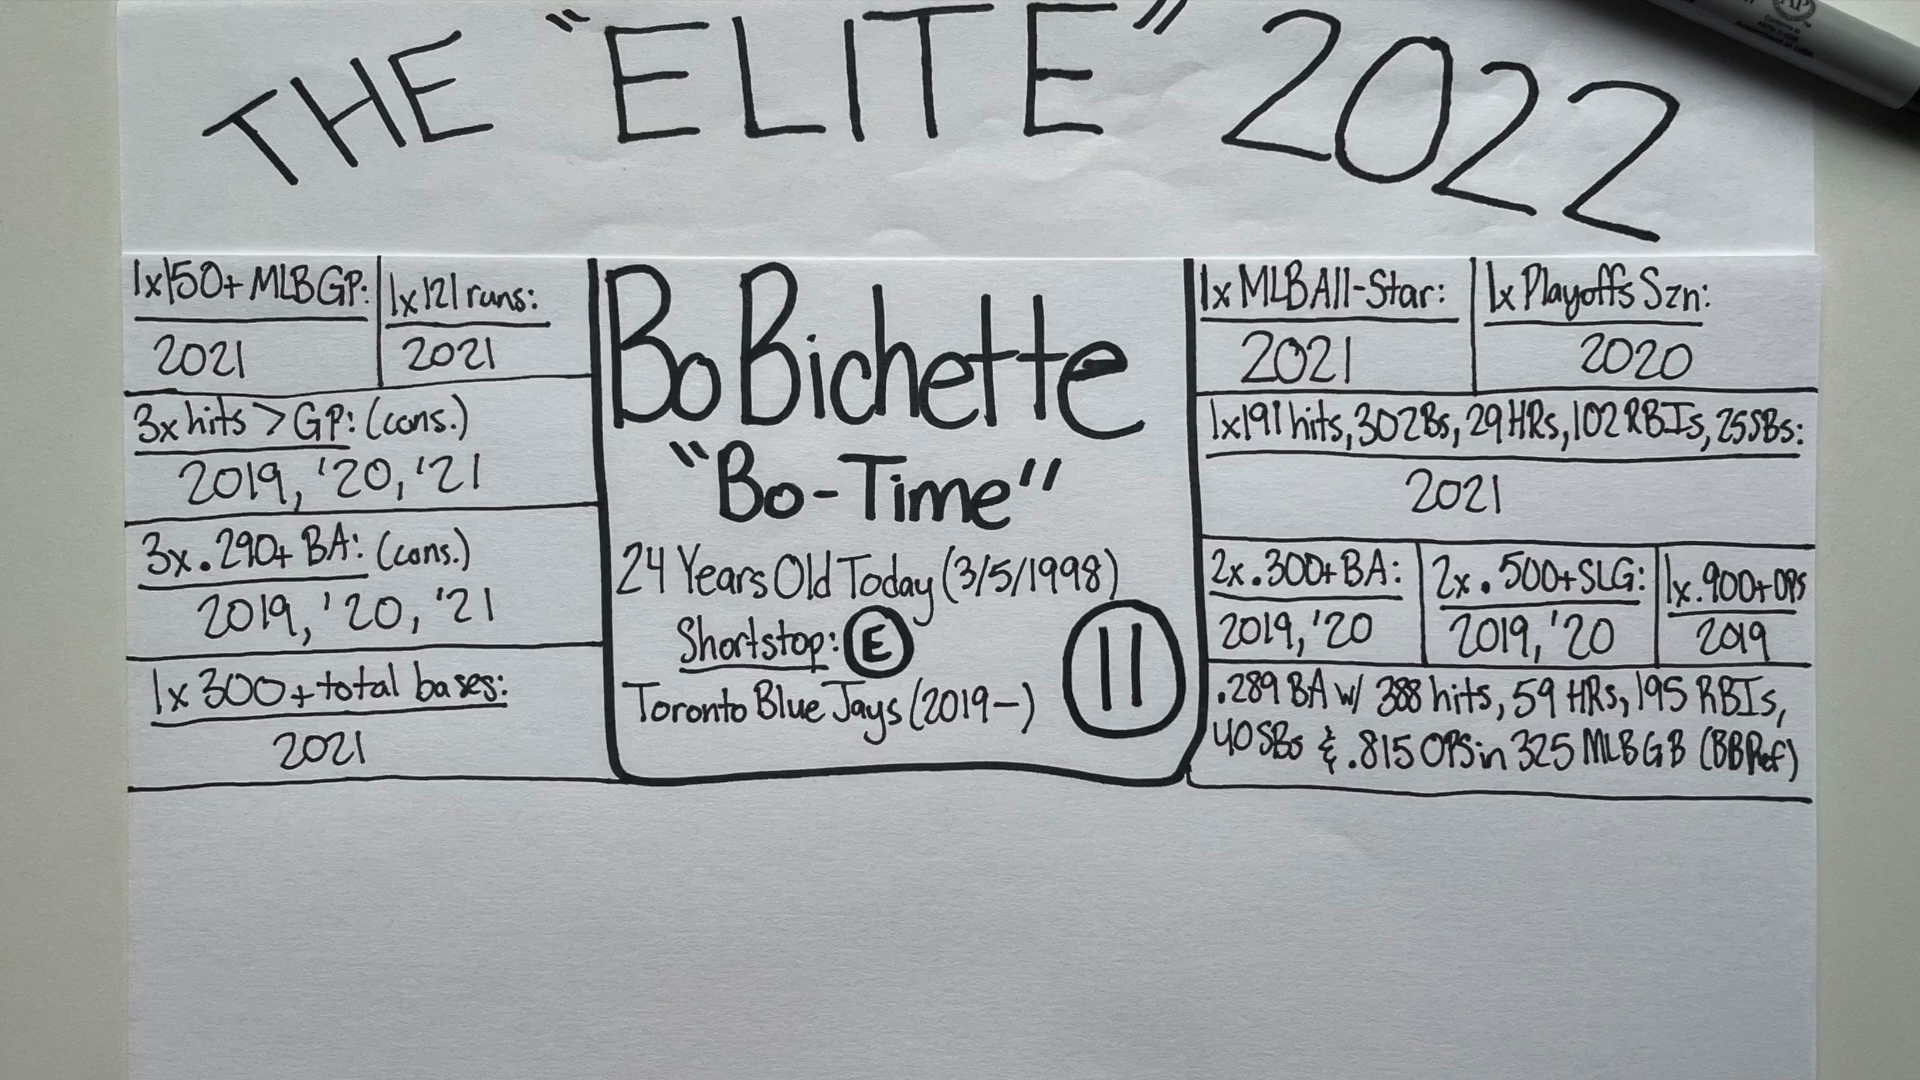 THE "ELITE" 2022
1x150+ MLB GP:
2021
1x121 runs:
2021
3x hits > GP: (cons.)
2019, '20, '21
3x .290+ BA: (cons.)
2019, '20, '21
1x 300+ total bases:
2021
Bo Bichette
"Bo-Time"
24 Years Old Today (3/5/1998)
Shortstop: E
Toronto Blue Jays (2019-)
11
1x MLB All-Star:
2021
1x Playoffs Szn:
2020
1x191 hits, 30 2Bs, 29 HRs, 102 RBIs, 25 SBs:
2021
2x .300+ BA:
2019, '20
2x .500+ SLG:
2019, '20
1x .900+ OPS
2019
.289 BA w/ 388 hits, 59 HRs, 195 RBIs,
40 SBs & .815 OPS in 325 MLB GB (BBRef)
AP